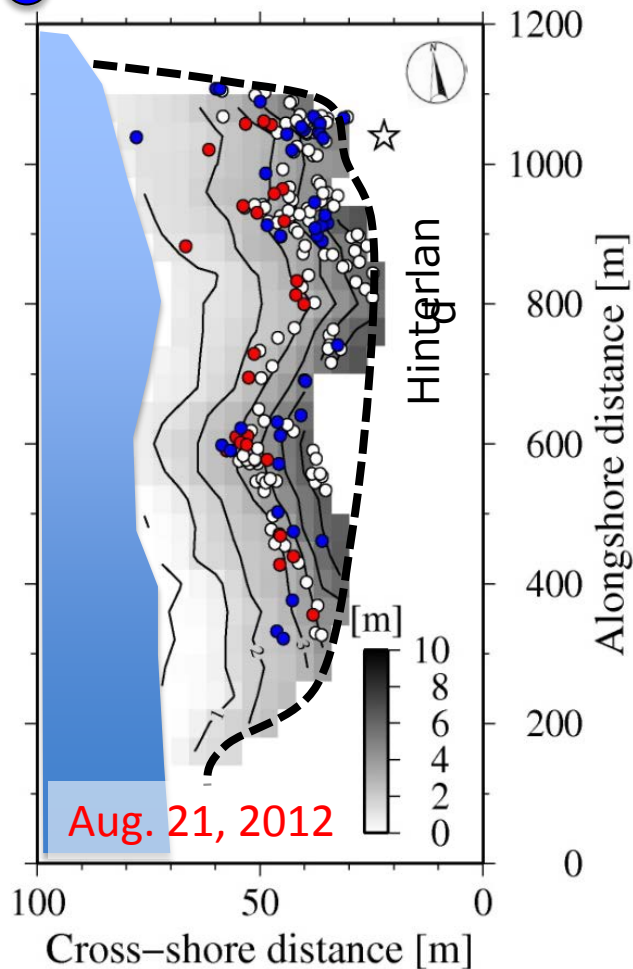 1200
1000
800
600
400
200
0
Alongshore distance [m]
N
Hinterlan
d
[m]
10
8
6
4
2
0
3
2
1
Aug. 21, 2012
100
50
0
Cross−shore distance [m]